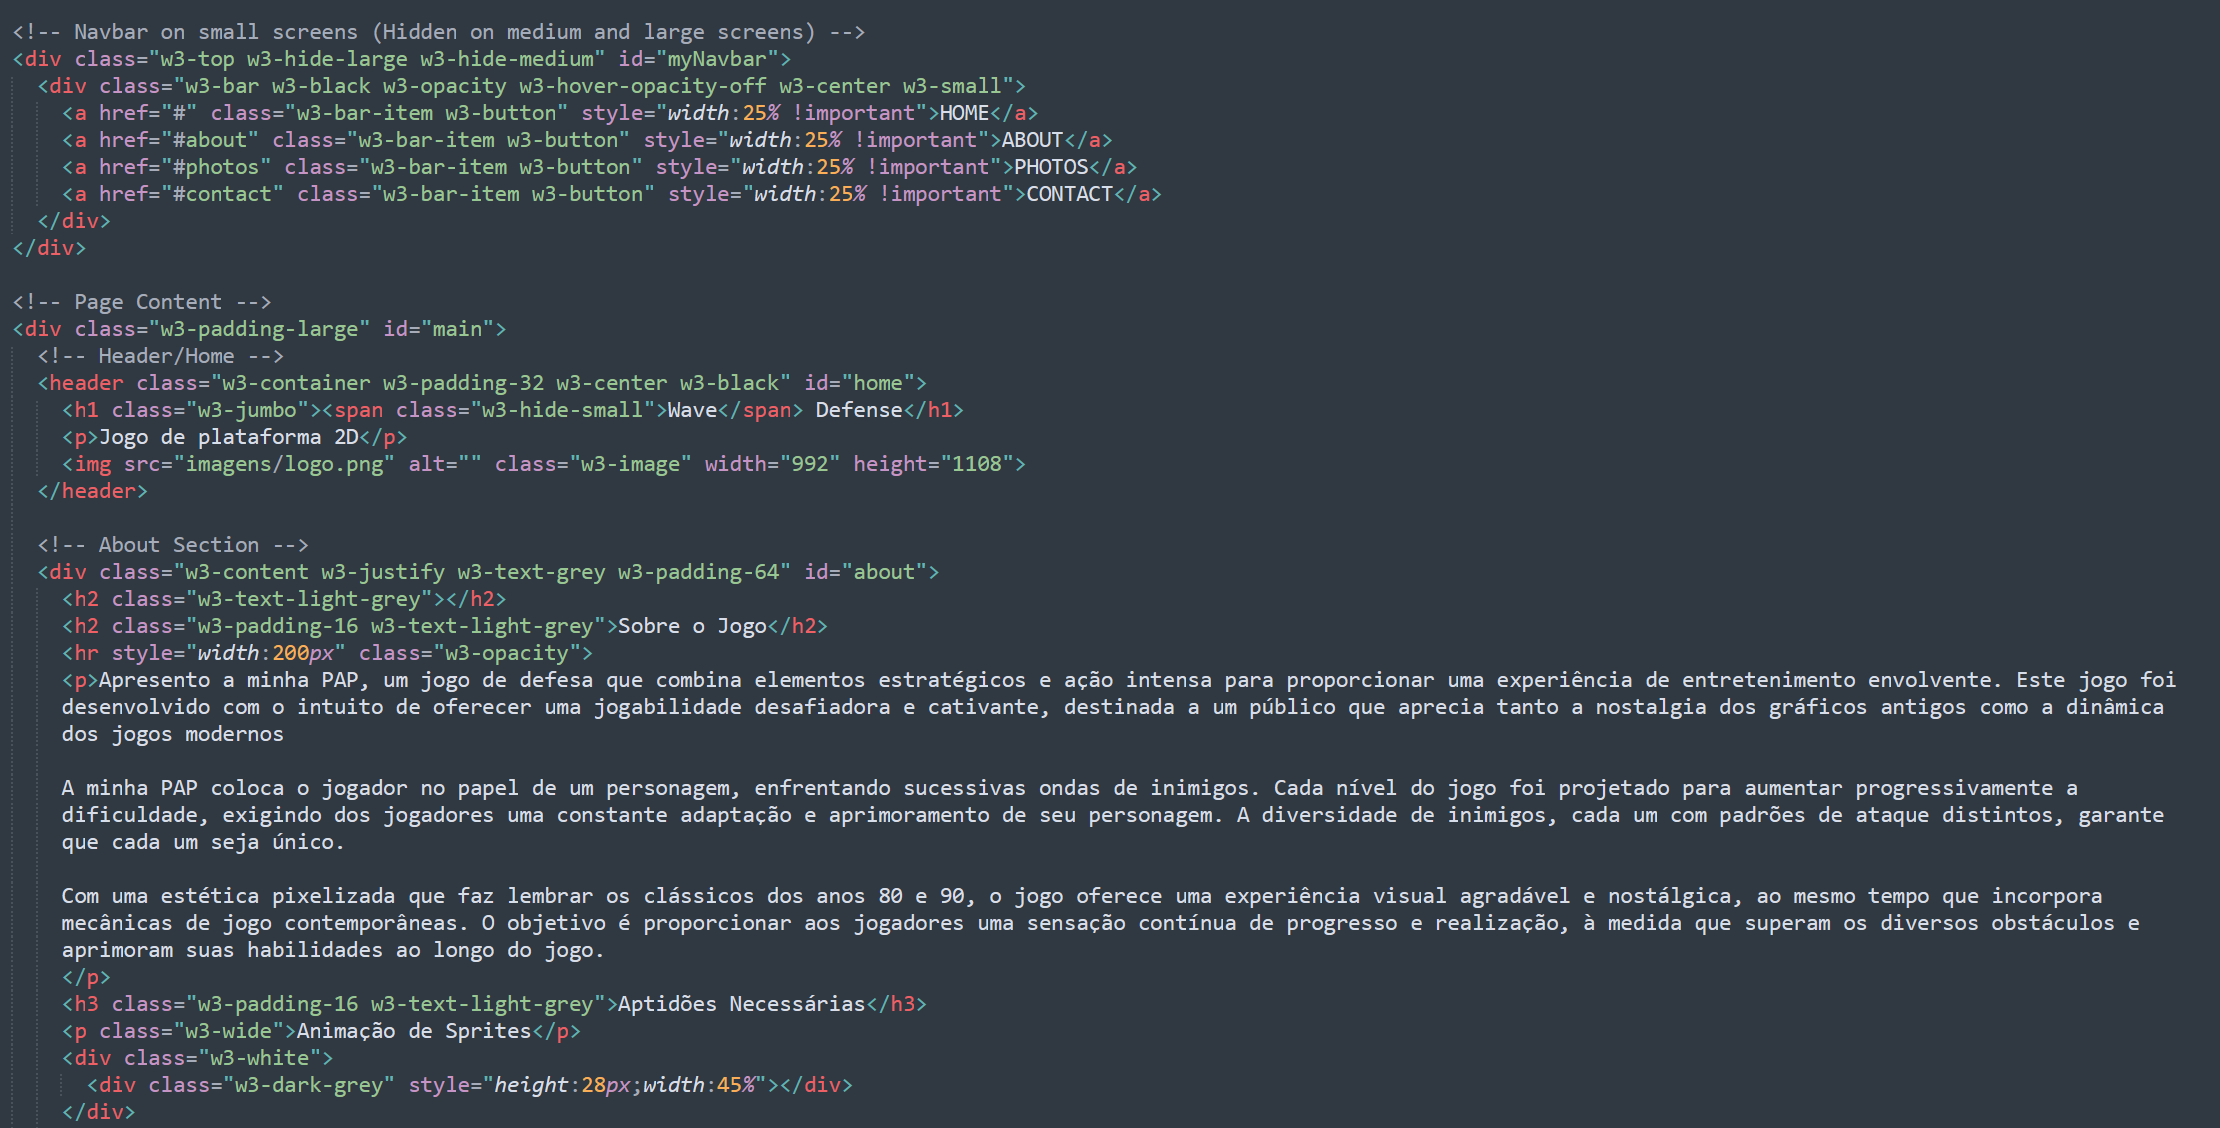 <!-- Navbar on small screens (Hidden on medium and large screens) -->
<div class="w3-top w3-hide-large w3-hide-medium" id="myNavbar">
<div class="w3-bar w3-black w3-opacity w3-hover-opacity-off w3-center w3-small">
<a href="#" class="w3-bar-item w3-button" style="width:25% !important">HOME</a>
<a href="#about" class="w3-bar-item w3-button" style="width:25% !important">ABOUT</a>
<a href="#photos" class="w3-bar-item w3-button" style="width:25% !important">PHOTOS</a>
<a href="#contact" class="w3-bar-item w3-button" style="width:25% !important">CONTACT</a>
</div>
</div>
<!-- Page Content -->
<div class="w3-padding-large" id="main">
<!-- Header/Home -->
<header class="w3-container w3-padding-32 w3-center w3-black" id="home">
<h1 class="w3-jumbo"><span class="w3-hide-small">Wave</span> Defense</h1>
<p>Jogo de plataforma 2D</p>
<img src="imagens/logo.png" alt="" class="w3-image" width="992" height="1108">
</header>
<!-- About Section -->
<div class="w3-content w3-justify w3-text-grey w3-padding-64" id="about">
<h2 class="w3-text-light-grey"></h2>
<h2 class="w3-padding-16 w3-text-light-grey">Sobre o Jogo</h2>
<hr style="width:200px" class="w3-opacity">
<p>Apresento a minha PAP, um jogo de defesa que combina elementos estratégicos e ação intensa para proporcionar uma experiência de entretenimento envolvente. Este jogo foi
desenvolvido com o intuito de oferecer uma jogabilidade desafiadora e cativante, destinada a um público que aprecia tanto a nostalgia dos gráficos antigos como a dinâmica
dos jogos modernos
A minha PAP coloca o jogador no papel de um personagem, enfrentando sucessivas ondas de inimigos. Cada nível do jogo foi projetado para aumentar progressivamente a
dificuldade, exigindo dos jogadores uma constante adaptação e aprimoramento de seu personagem. A diversidade de inimigos, cada um com padrões de ataque distintos, garante
que cada um seja único.
Com uma estética pixelizada que faz lembrar os clássicos dos anos 80 e 90, o jogo oferece uma experiência visual agradável e nostálgica, ao mesmo tempo que incorpora
mecânicas de jogo contemporâneas. O objetivo é proporcionar aos jogadores uma sensação contínua de progresso e realização, à medida que superam os diversos obstáculos e
aprimoram suas habilidades ao longo do jogo.
</p>
<h3 class="w3-padding-16 w3-text-light-grey">Aptidões Necessárias</h3>
<p class="w3-wide">Animação de Sprites</p>
<div class="w3-white">
<div class="w3-dark-grey" style="height:28px;width:45%"></div>
</div>